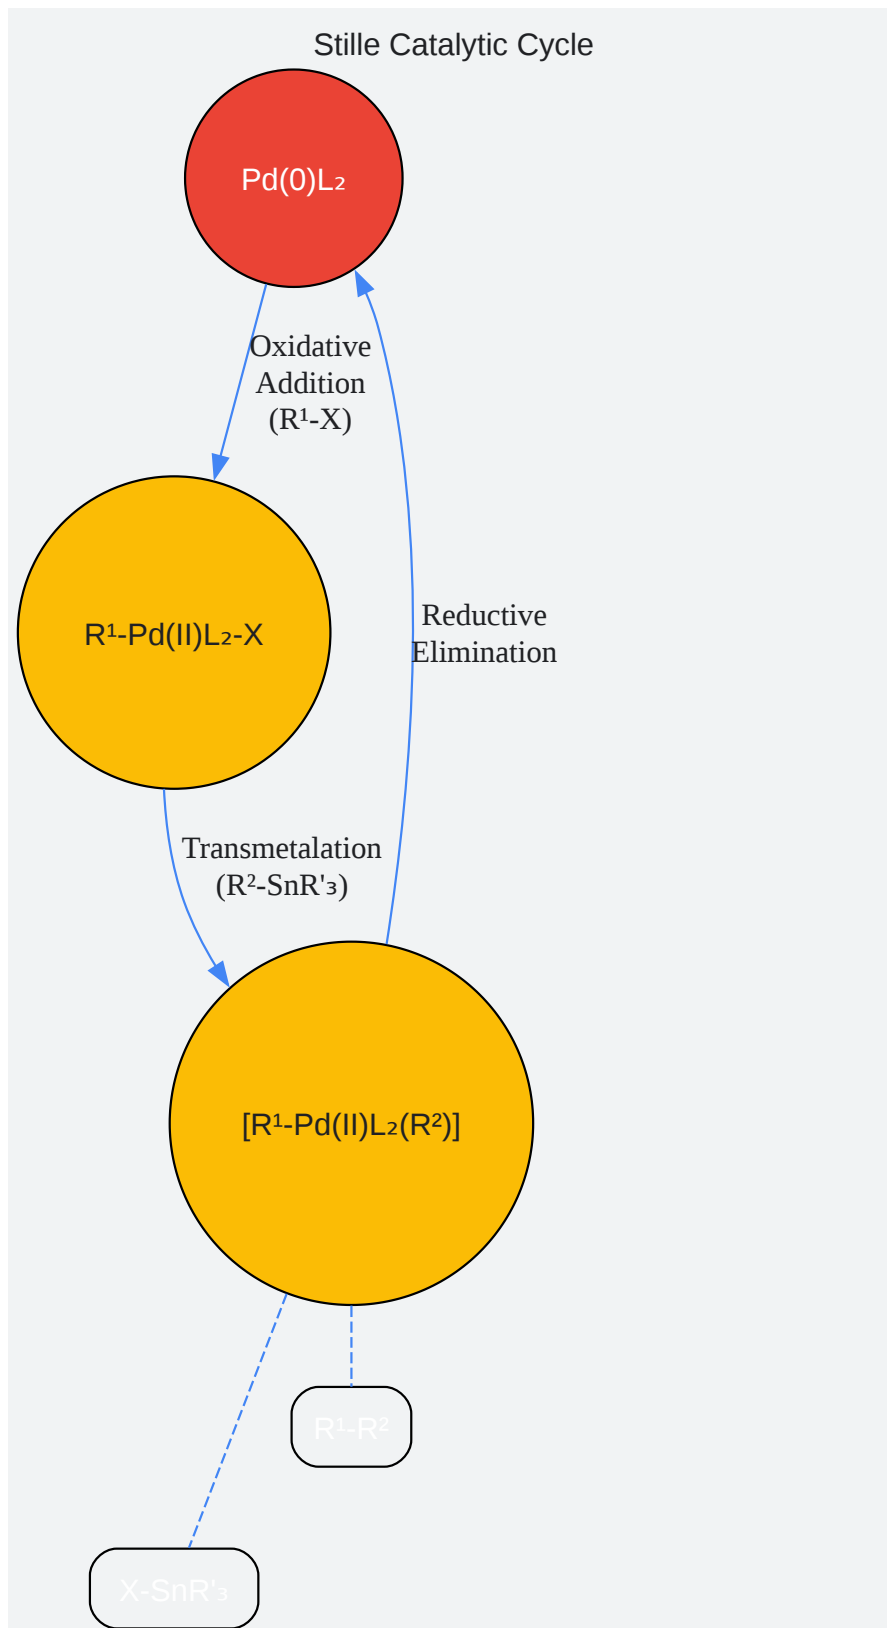 Stille Catalytic Cycle
Pd(0)L₂
Oxidative
Addition
(R¹-X)
R¹-Pd(II)L₂-X
Reductive
Elimination
Transmetalation
(R²-SnR'₃)
[R¹-Pd(II)L₂(R²)]
R¹-R²
X-SnR'₃